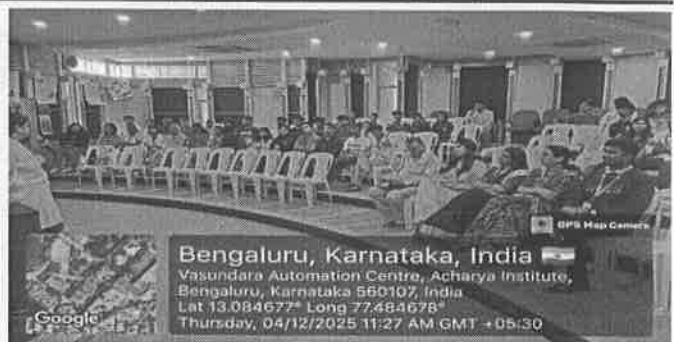 GPS Map Camera
Bengaluru, Karnataka, India
Vasundara Automation Centre, Acharya Institute,
Bengaluru, Karnataka 560107, India
Lat 13.084677° Long 77.484678°
Thursday, 04/12/2025 11:27 AM GMT +05:30
Google